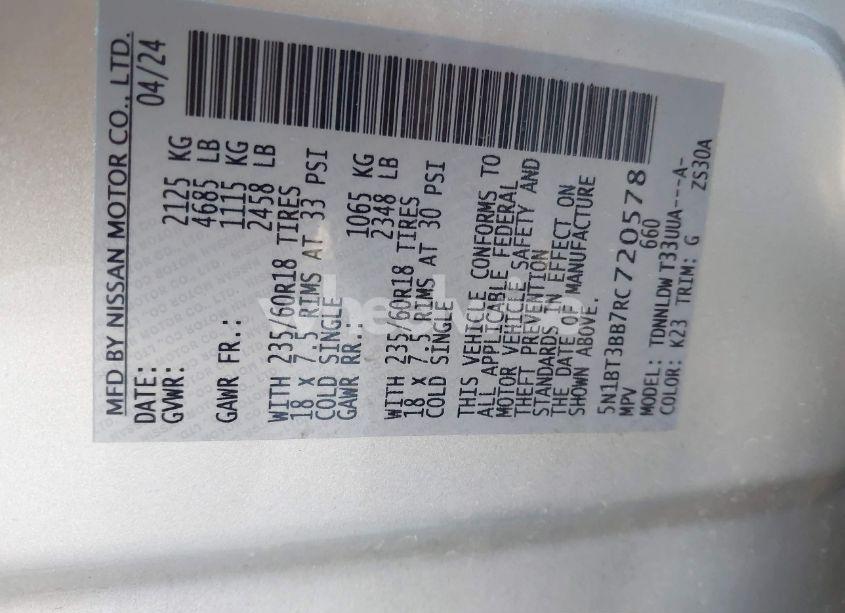 MFD BY NISSAN MOTOR CO., LTD.
DATE: 04/24
GVWR: 2125 KG
4685 LB
GAWR FR.: 1115 KG
2458 LB
WITH 235/60R18 TIRES
18 X 7.5 RIMS AT 33 PSI
COLD SINGLE
GAWR RR.: 1065 KG
2348 LB
WITH 235/60R18 TIRES
18 X 7.5 RIMS AT 30 PSI
COLD SINGLE
THIS VEHICLE CONFORMS TO
ALL APPLICABLE FEDERAL
MOTOR VEHICLE SAFETY AND
THEFT PREVENTION
STANDARDS IN EFFECT ON
THE DATE OF MANUFACTURE
SHOWN ABOVE.
5N1BT3BB7RC720578
MPV 660
MODEL: TDNNLDW T33UUA---A-
COLOR: K23 TRIM: G ZS30A